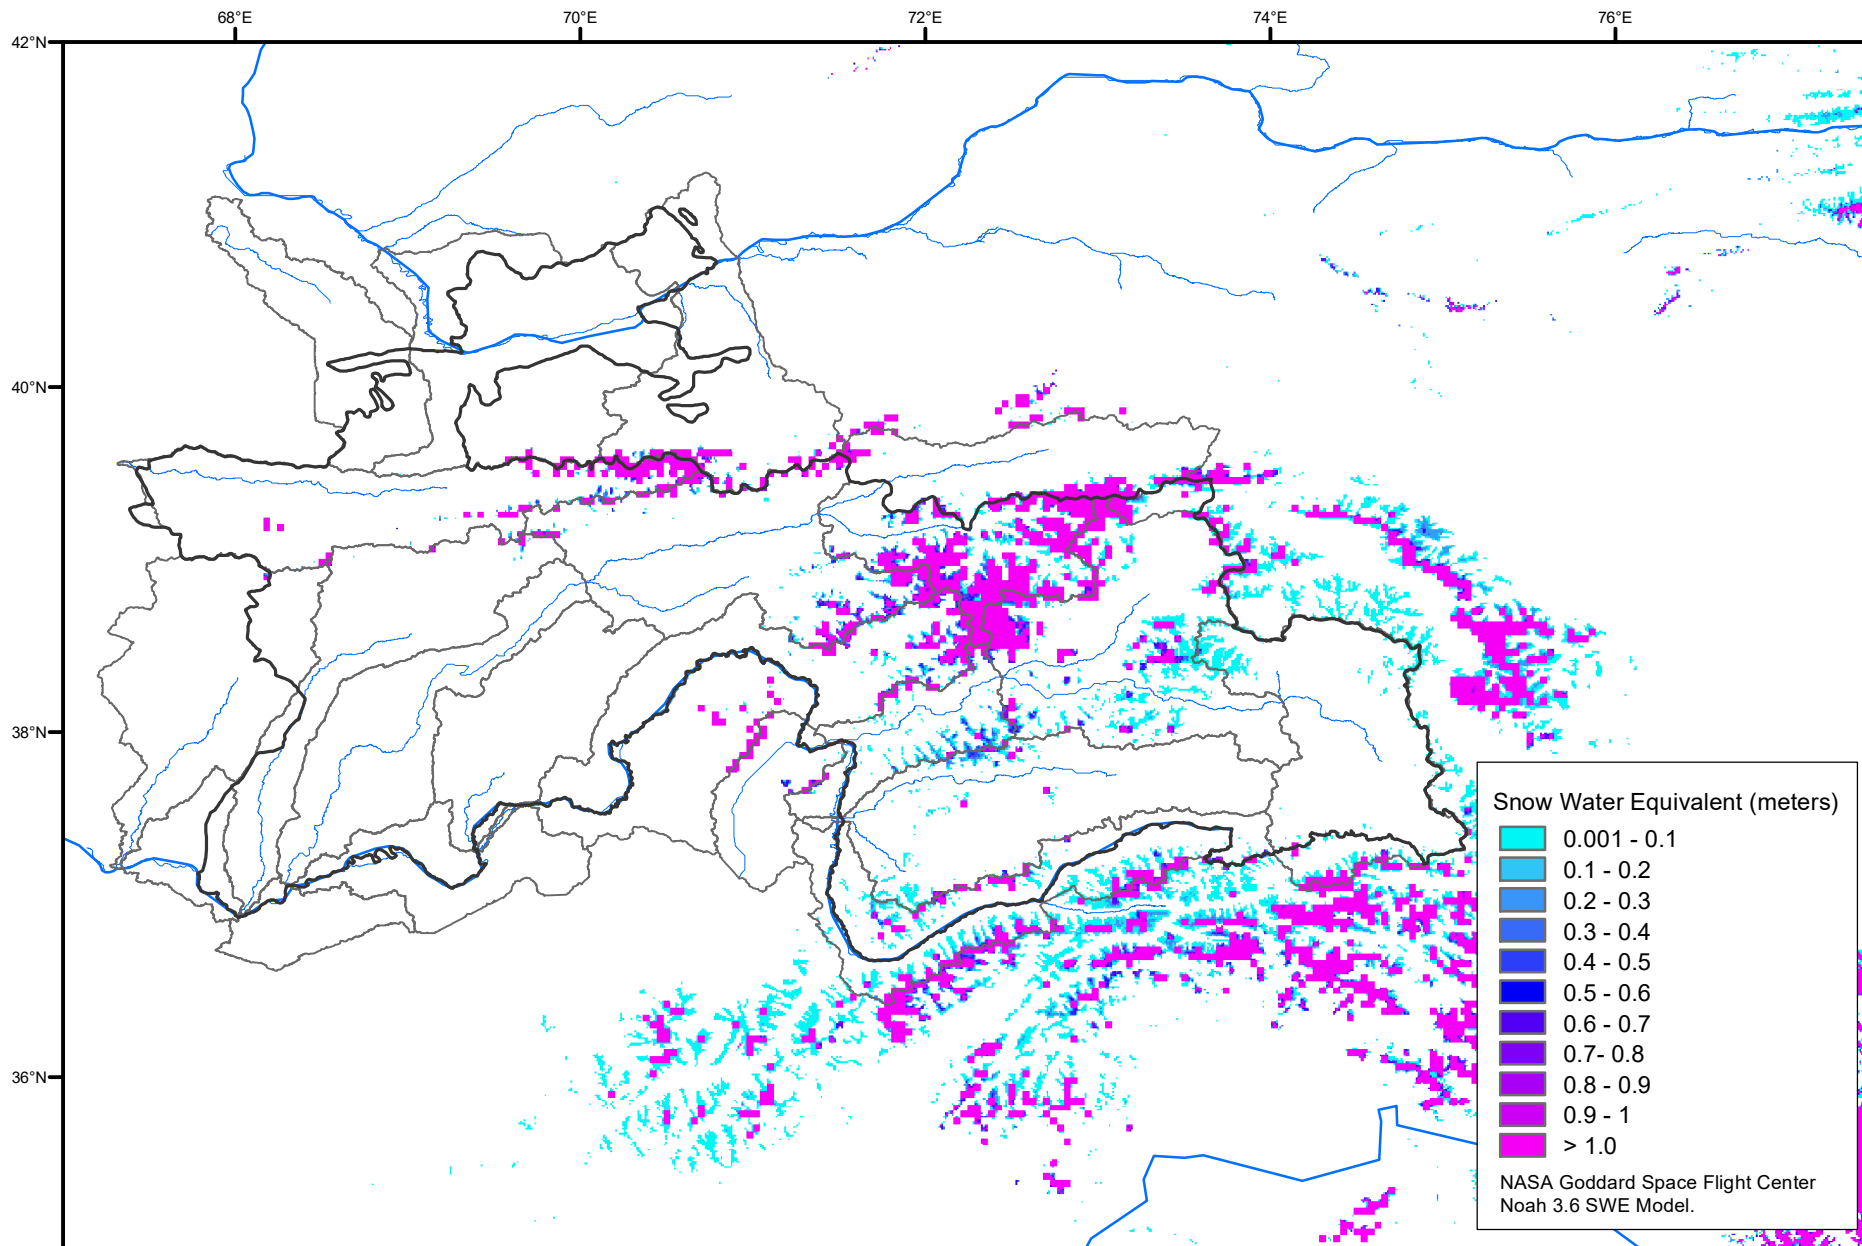 68°E
70°E
72°E
74°E
76°E
42°N
40°N
38°N
36°N
Snow Water Equivalent (meters)
0.001 - 0.1
0.1 - 0.2
0.2 - 0.3
0.3 - 0.4
0.4 - 0.5
0.5 - 0.6
0.6 - 0.7
0.7- 0.8
0.8 - 0.9
0.9 - 1
> 1.0
NASA Goddard Space Flight Center
Noah 3.6 SWE Model.